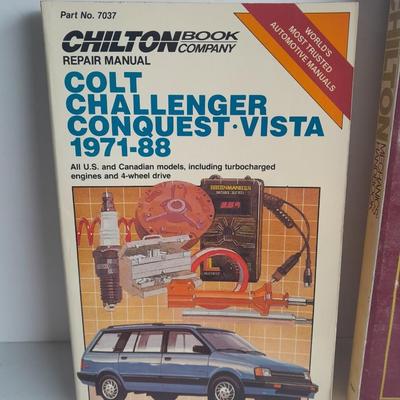 Part No. 7037
CHILTON BOOK COMPANY
REPAIR MANUAL
WORLD'S
MOST TRUSTED
AUTOMOTIVE MANUALS
COLT
CHALLENGER
CONQUEST·VISTA
1971-88
All U.S. and Canadian models, including turbocharged
engines and 4-wheel drive
CHILTON